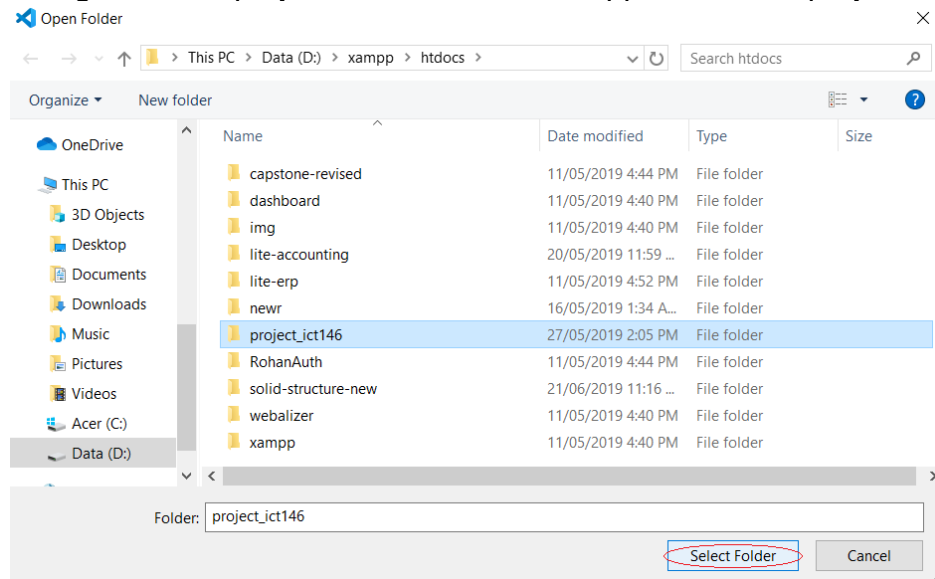 Open Folder
This PC > Data (D:) > xampp > htdocs >
Search htdocs
Organize
New folder
?
Name
Date modified
Type
Size
OneDrive
This PC
3D Objects
Desktop
Documents
Downloads
Music
Pictures
Videos
Acer (C:)
Data (D:)
capstone-revised 11/05/2019 4:44 PM File folder
dashboard 11/05/2019 4:40 PM File folder
img 11/05/2019 4:40 PM File folder
lite-accounting 20/05/2019 11:59 ... File folder
lite-erp 11/05/2019 4:52 PM File folder
newr 16/05/2019 1:34 A... File folder
project_ict146 27/05/2019 2:05 PM File folder
RohanAuth 11/05/2019 4:44 PM File folder
solid-structure-new 21/06/2019 11:16 ... File folder
webalizer 11/05/2019 4:40 PM File folder
xampp 11/05/2019 4:40 PM File folder
Folder: project_ict146
Select Folder
Cancel